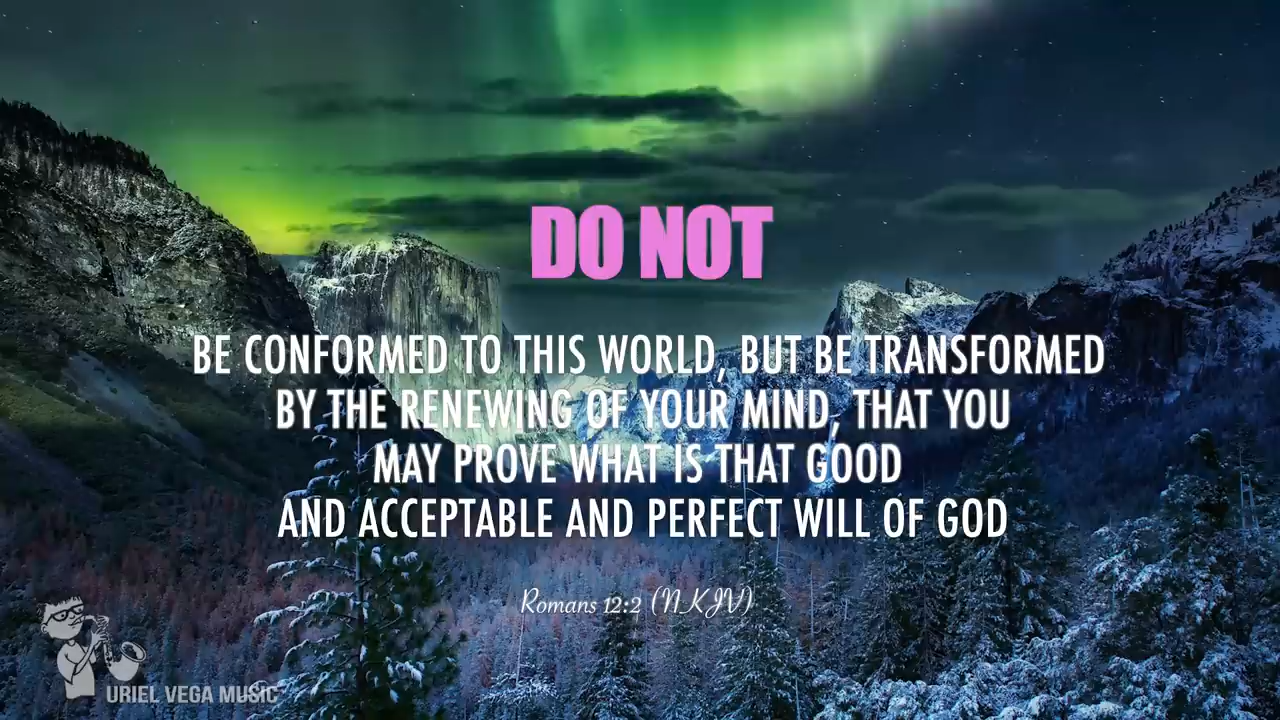 DO NOT
BE CONFORMED TO THIS WORLD, BUT BE TRANSFORMED
BY THE RENEWING OF YOUR MIND, THAT YOU
MAY PROVE WHAT IS THAT GOOD
AND ACCEPTABLE AND PERFECT WILL OF GOD
Romans 12:2 (NKJV)
URIEL VEGA MUSIC